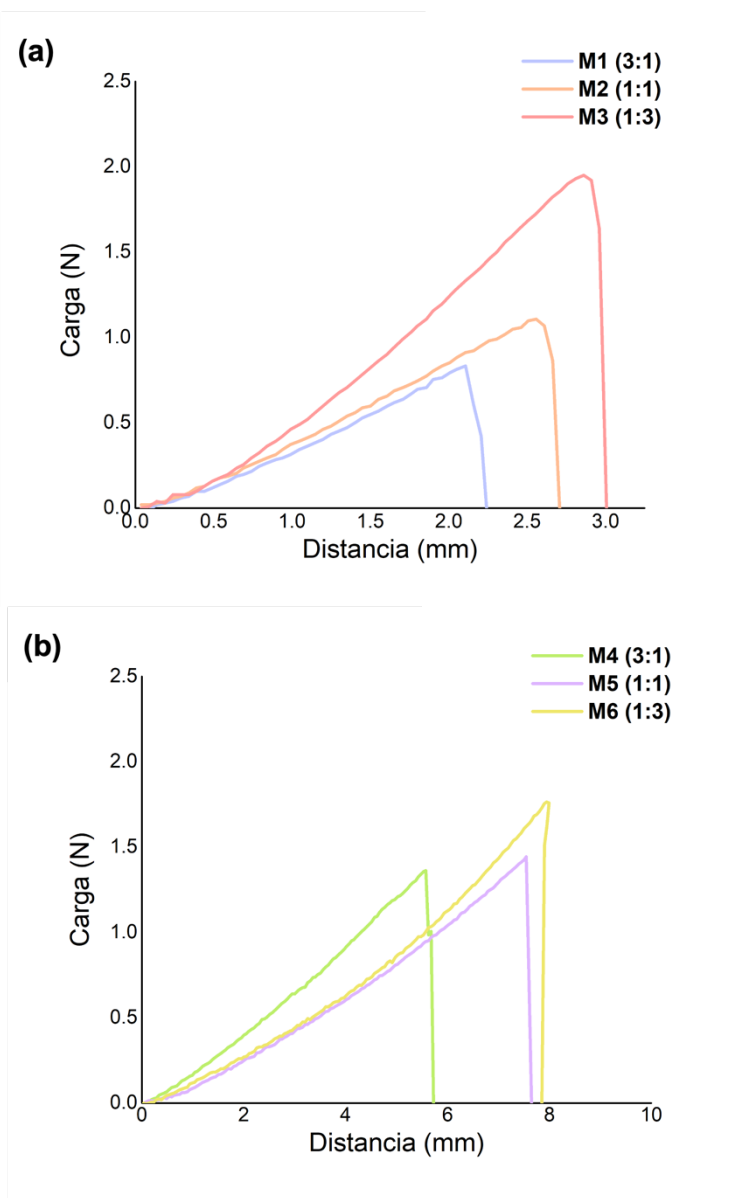 (a)
M1 (3:1)
M2 (1:1)
M3 (1:3)
2.5
2.0
1.5
1.0
0.5
0.0
Carga (N)
0.0 0.5 1.0 1.5 2.0 2.5 3.0
Distancia (mm)
(b)
M4 (3:1)
M5 (1:1)
M6 (1:3)
2.5
2.0
1.5
1.0
0.5
0.0
Carga (N)
0 2 4 6 8 10
Distancia (mm)